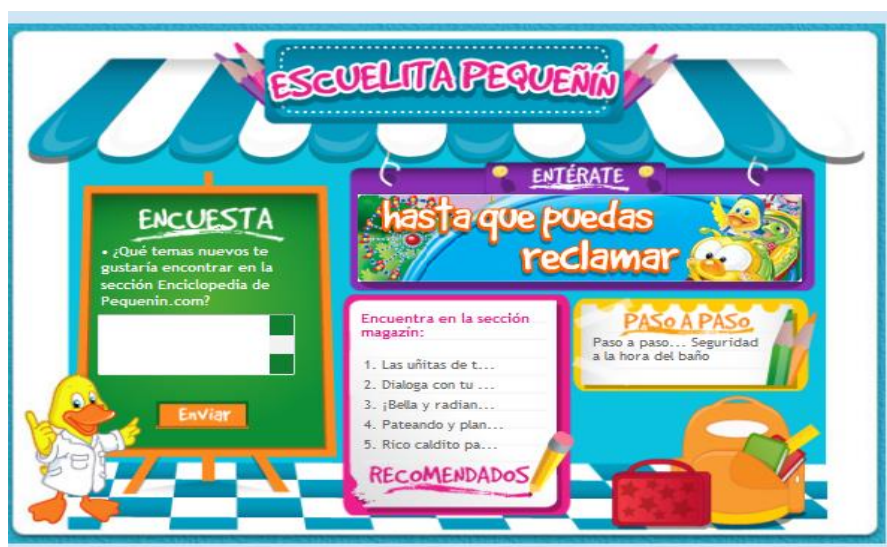 ESCUELITA PEQUEÑÍN
ENCUESTA
• ¿Qué temas nuevos te
gustaría encontrar en la
sección Enciclopedia de
Pequenin.com?
Enviar
ENTÉRATE
hasta que puedas
reclamar
Encuentra en la sección
magazín:
1. Las uñitas de t...
2. Dialoga con tu ...
3. ¡Bella y radian...
4. Pateando y plan...
5. Rico caldito pa...
RECOMENDADOS
PASO A PASO
Paso a paso... Seguridad
a la hora del baño